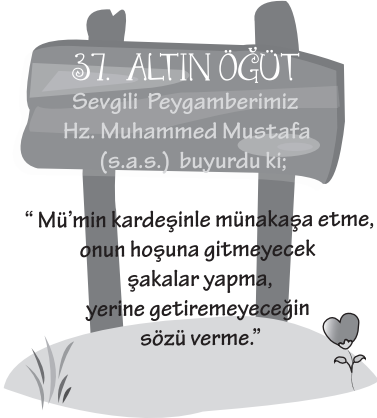 37. ALTIN ÖĞÜT
Sevgili Peygamberimiz
Hz. Muhammed Mustafa
(s.a.s.) buyurdu ki;
“ Mü’min kardeşinle münakaşa etme,
onun hoşuna gitmeyecek
şakalar yapma,
yerine getiremeyeceğin
sözü verme.”